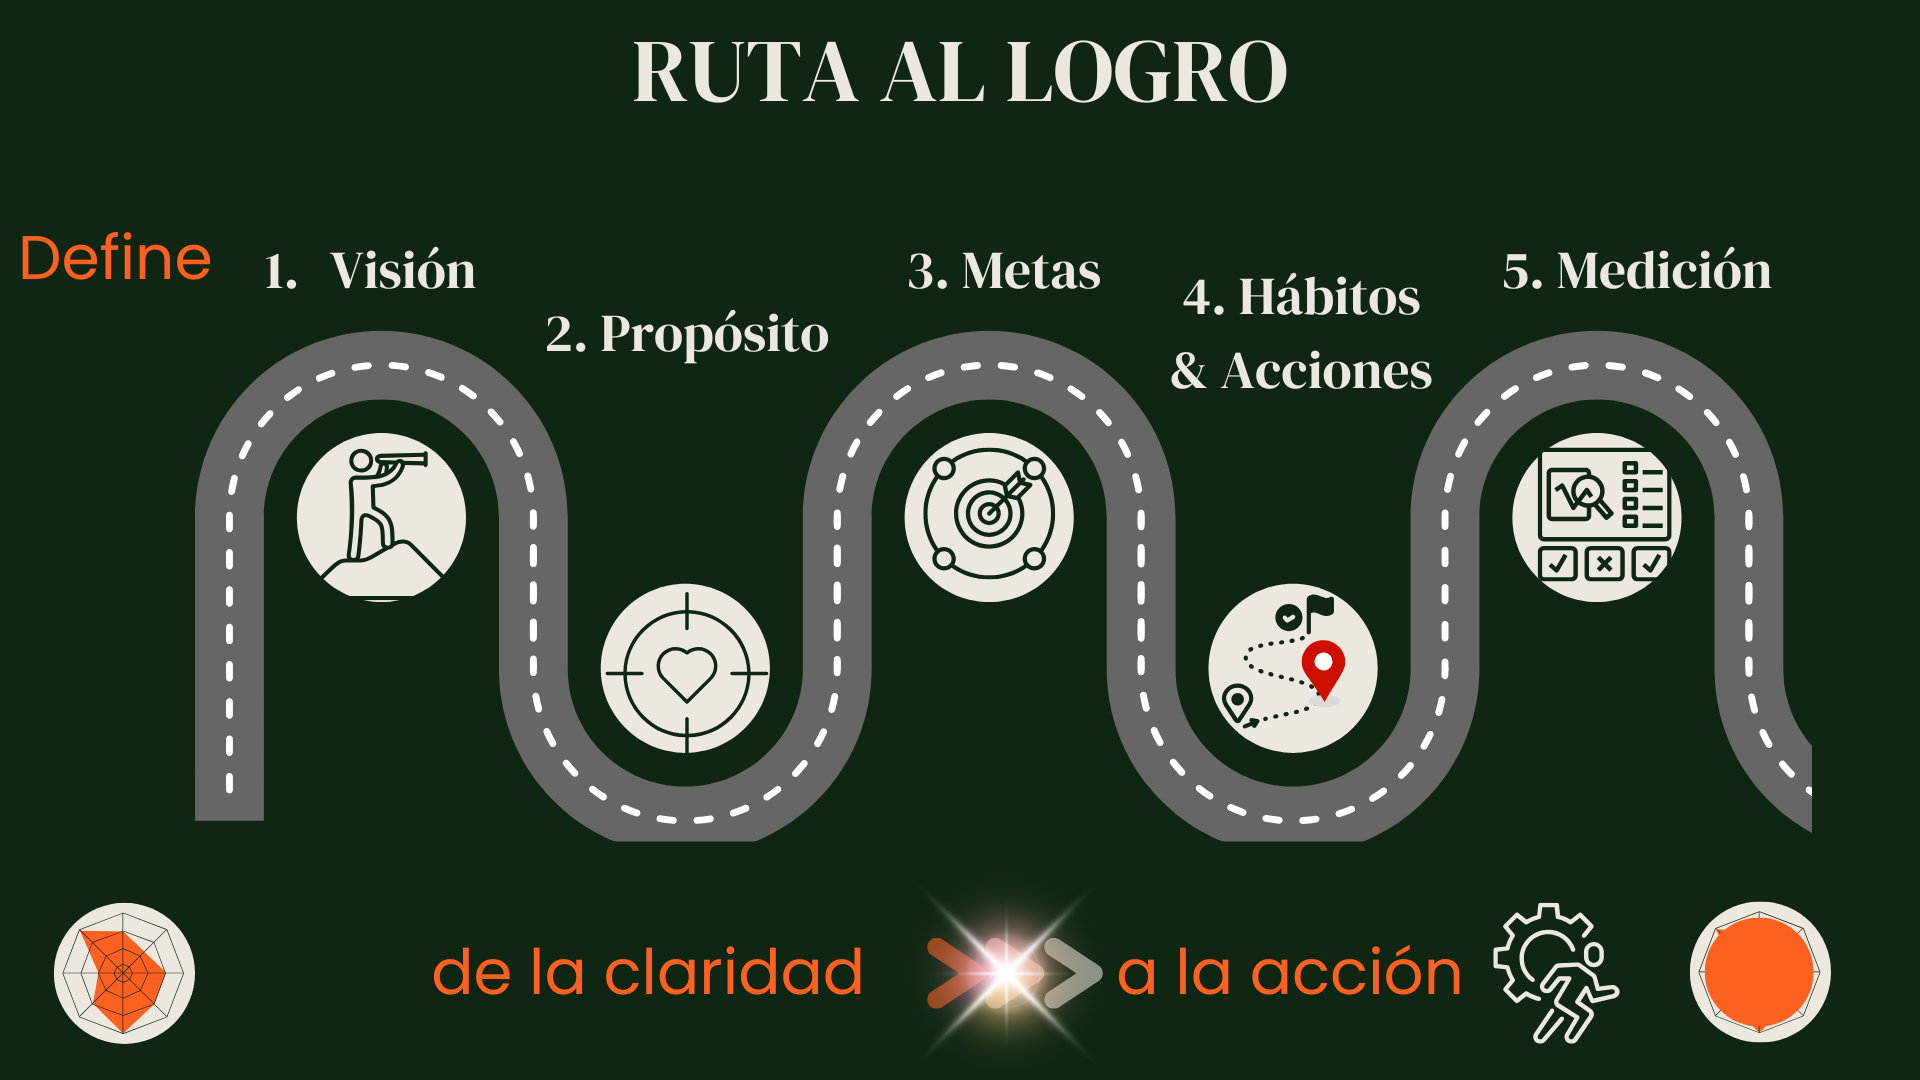 RUTA AL LOGRO
Define
1. Visión
2. Propósito
3. Metas
4. Hábitos
& Acciones
5. Medición
de la claridad
a la acción